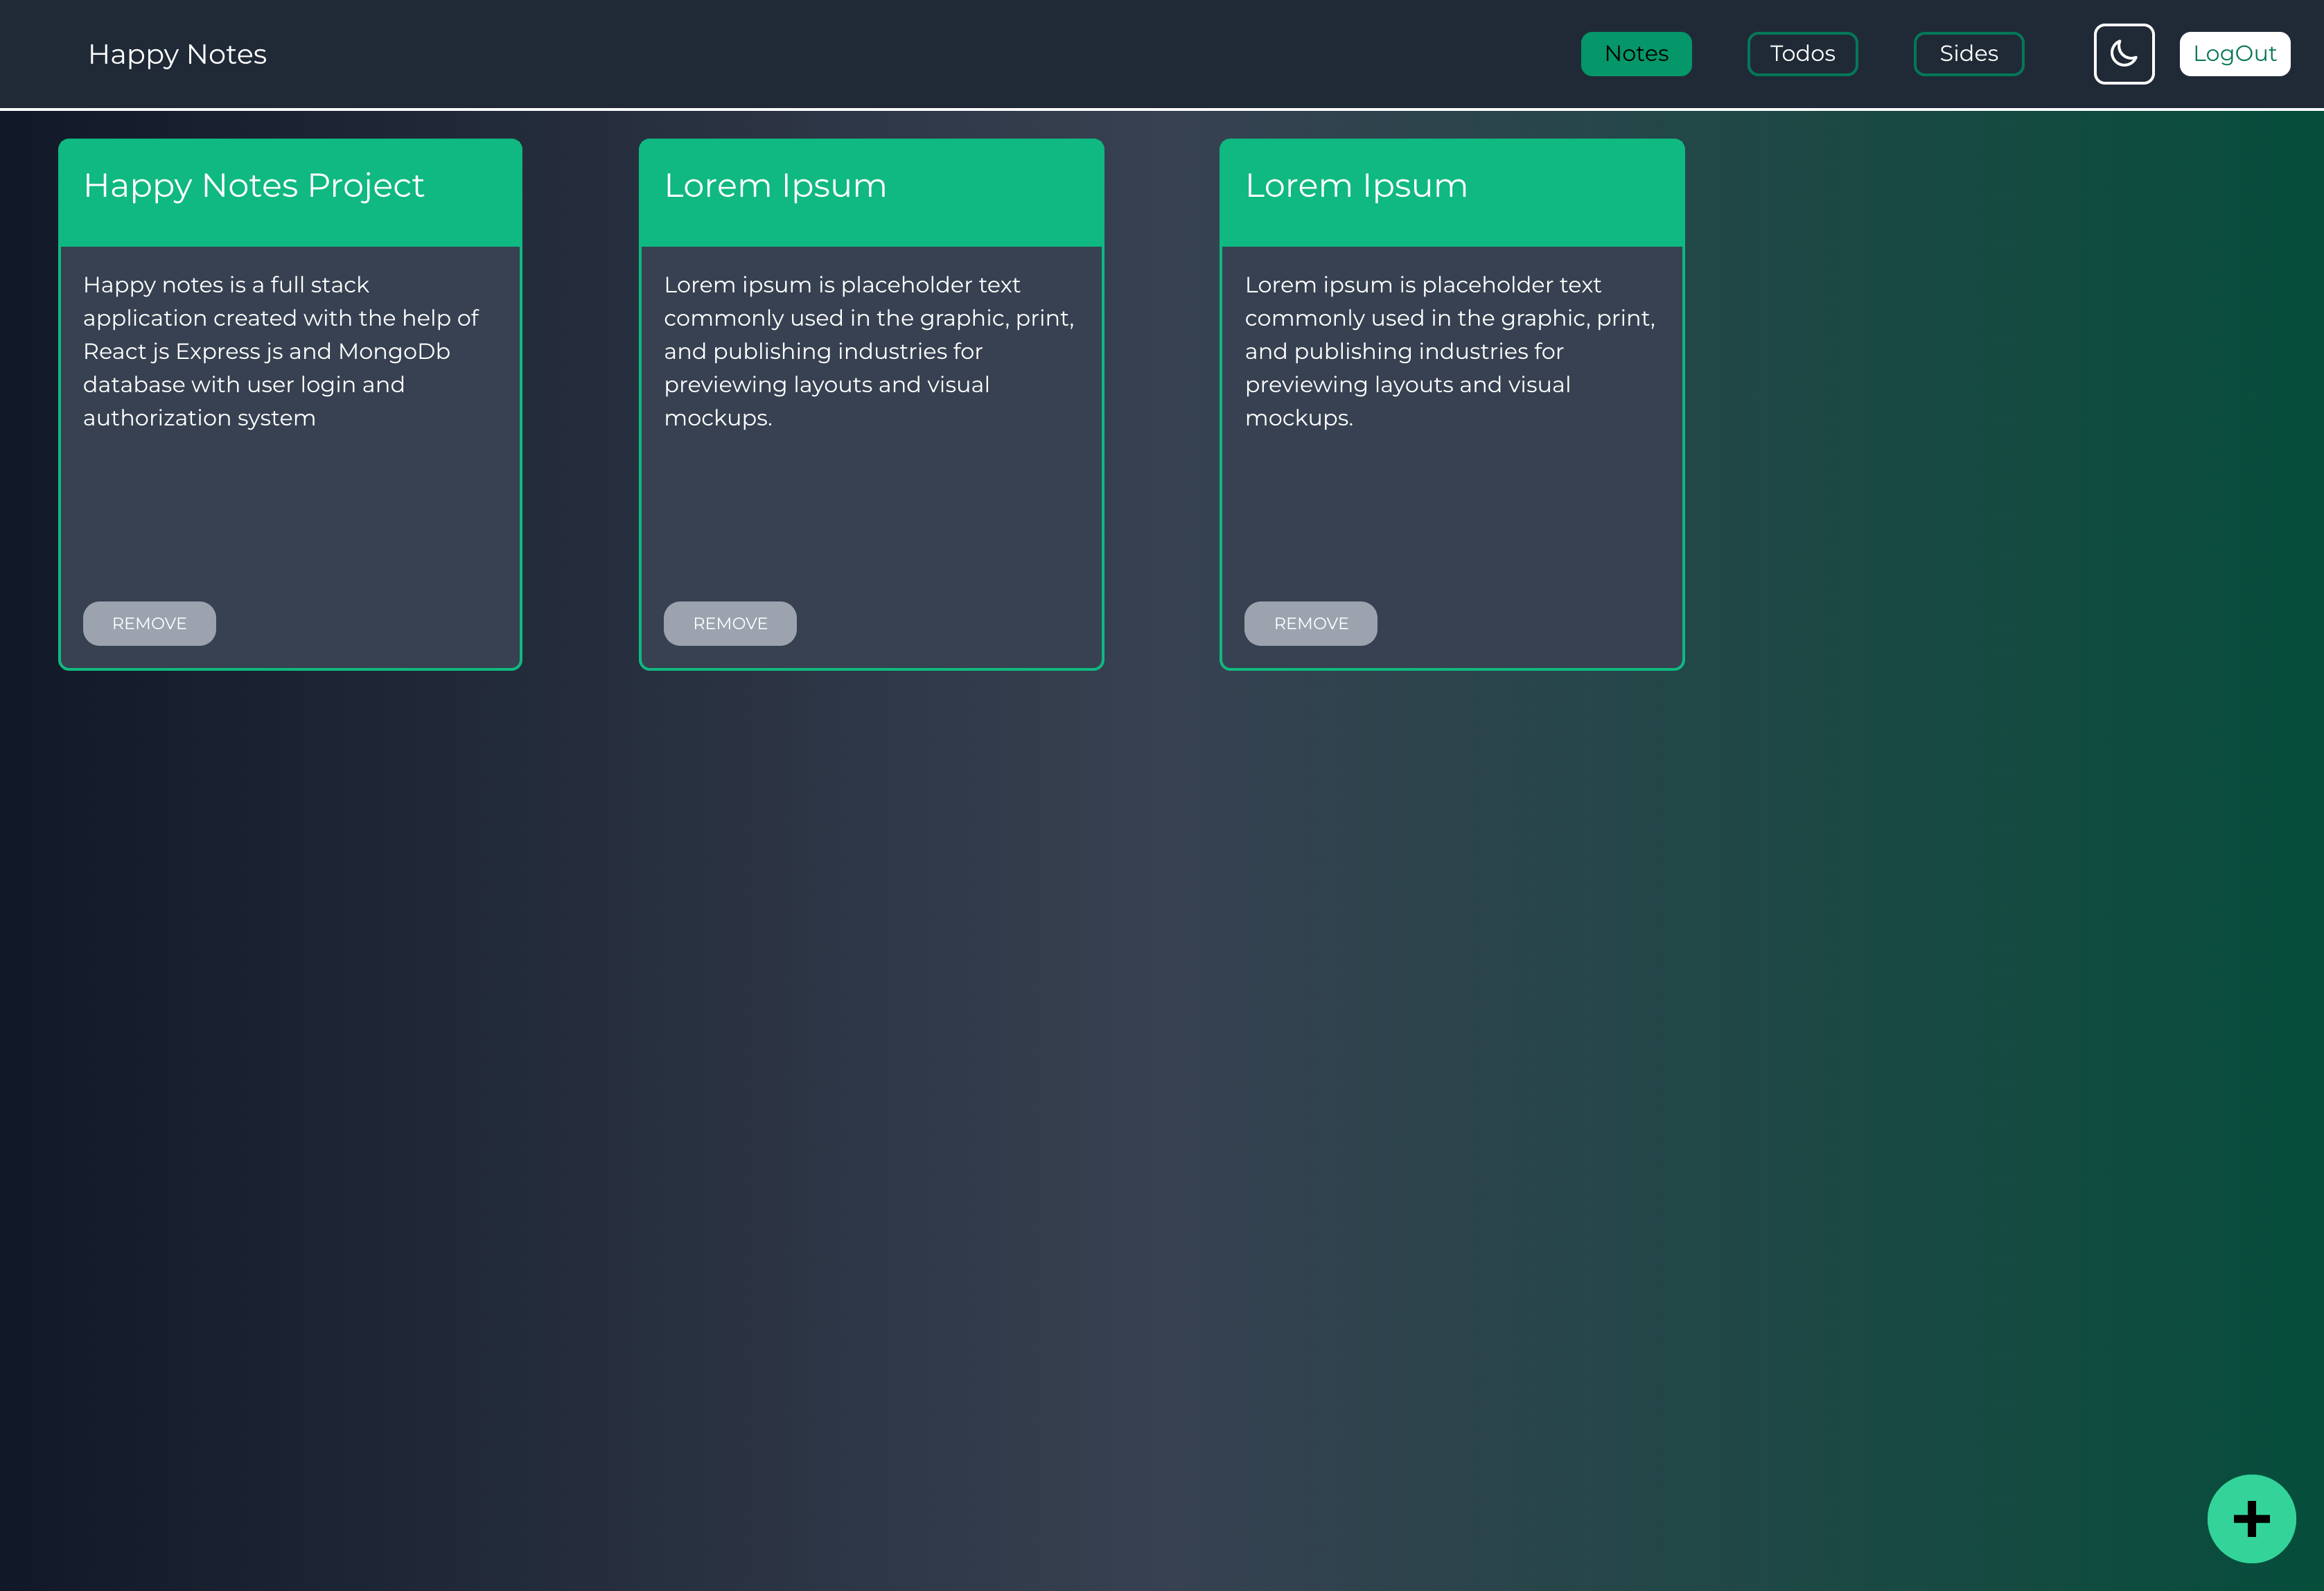 Happy Notes
Notes
Todos
Sides
LogOut
Happy Notes Project
Happy notes is a full stack
application created with the help of
React js Express js and MongoDb
database with user login and
authorization system
REMOVE
Lorem Ipsum
Lorem ipsum is placeholder text
commonly used in the graphic, print,
and publishing industries for
previewing layouts and visual
mockups.
REMOVE
Lorem Ipsum
Lorem ipsum is placeholder text
commonly used in the graphic, print,
and publishing industries for
previewing layouts and visual
mockups.
REMOVE